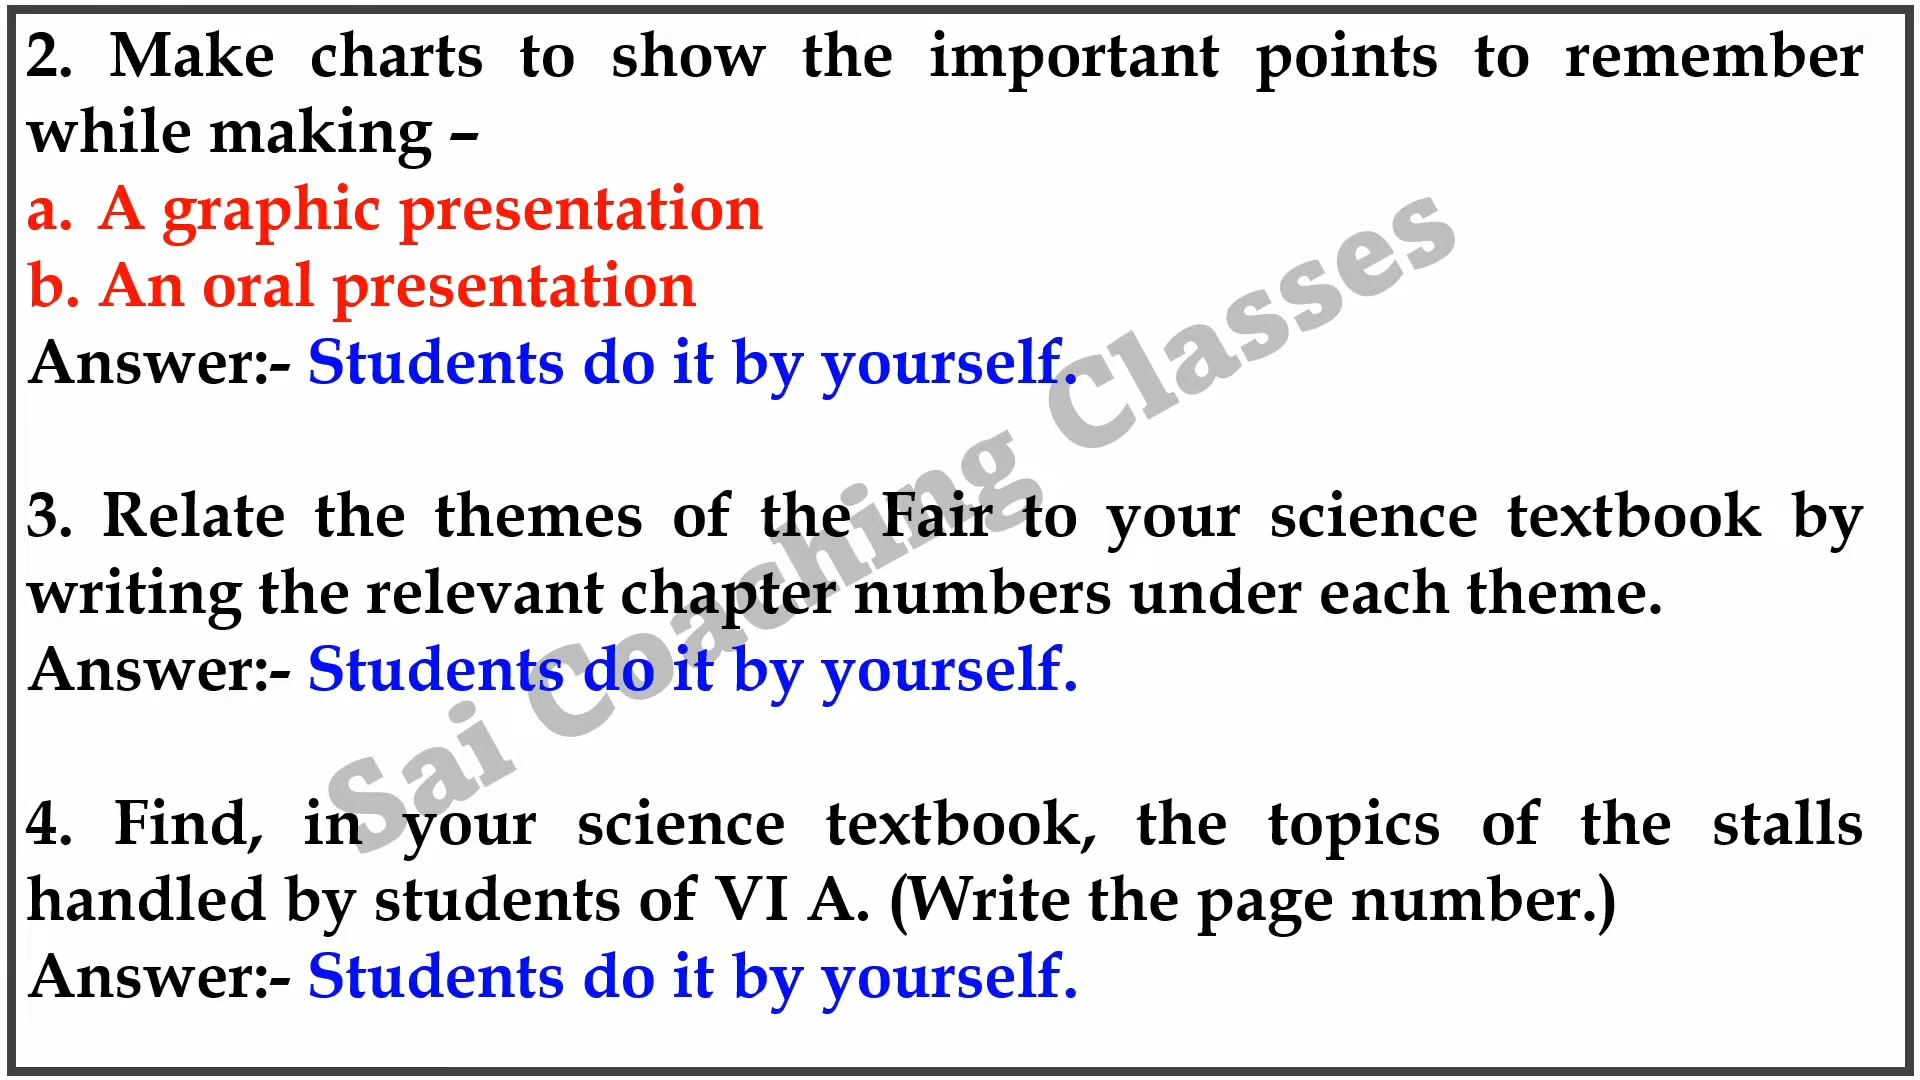 2. Make charts to show the important points to remember
while making –
a. A graphic presentation
b. An oral presentation
Answer:- Students do it by yourself.
3. Relate the themes of the Fair to your science textbook by
writing the relevant chapter numbers under each theme.
Answer:- Students do it by yourself.
4. Find, in your science textbook, the topics of the stalls
handled by students of VI A. (Write the page number.)
Answer:- Students do it by yourself.
Sai Coaching Classes